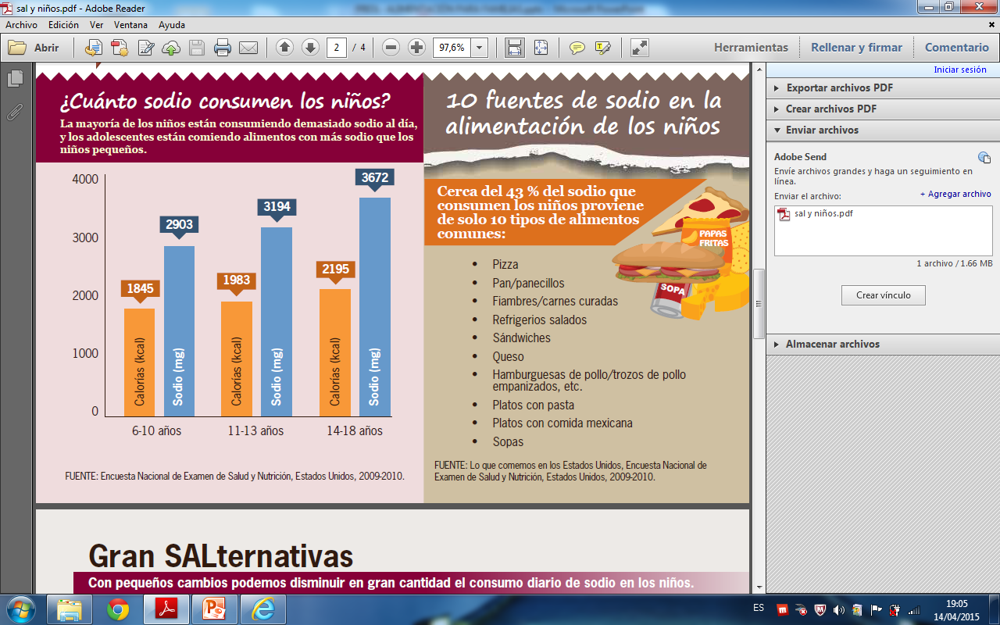 sal y niños.pdf - Adobe Reader
Archivo Edición Ver Ventana Ayuda
Abrir
2 / 4
97,6%
Herramientas
Rellenar y firmar
Comentario
¿Cuánto sodio consumen los niños?
La mayoría de los niños están consumiendo demasiado sodio al día,
y los adolescentes están comiendo alimentos con más sodio que los
niños pequeños.
4000
3000
2000
1000
0
1845
2903
1983
3194
2195
3672
Calorías (kcal)
Sodio (mg)
Calorías (kcal)
Sodio (mg)
Calorías (kcal)
Sodio (mg)
6-10 años
11-13 años
14-18 años
FUENTE: Encuesta Nacional de Examen de Salud y Nutrición, Estados Unidos, 2009-2010.
10 fuentes de sodio en la
alimentación de los niños
Cerca del 43 % del sodio que
consumen los niños proviene
de solo 10 tipos de alimentos
comunes:
PAPAS
FRITAS
SOPA
• Pizza
• Pan/panecillos
• Fiambres/carnes curadas
• Refrigerios salados
• Sándwiches
• Queso
• Hamburguesas de pollo/trozos de pollo
empanizados, etc.
• Platos con pasta
• Platos con comida mexicana
• Sopas
FUENTE: Lo que comemos en los Estados Unidos, Encuesta Nacional de
Examen de Salud y Nutrición, Estados Unidos, 2009-2010.
Gran SALternativas
Con pequeños cambios podemos disminuir en gran cantidad el consumo diario de sodio en los niños.
Iniciar sesión
Exportar archivos PDF
Crear archivos PDF
Enviar archivos
Adobe Send
Envíe archivos grandes y haga un seguimiento en
línea.
Enviar el archivo:
+ Agregar archivo
sal y niños.pdf
1 archivo / 1.66 MB
Crear vínculo
Almacenar archivos
ES
19:05
14/04/2015